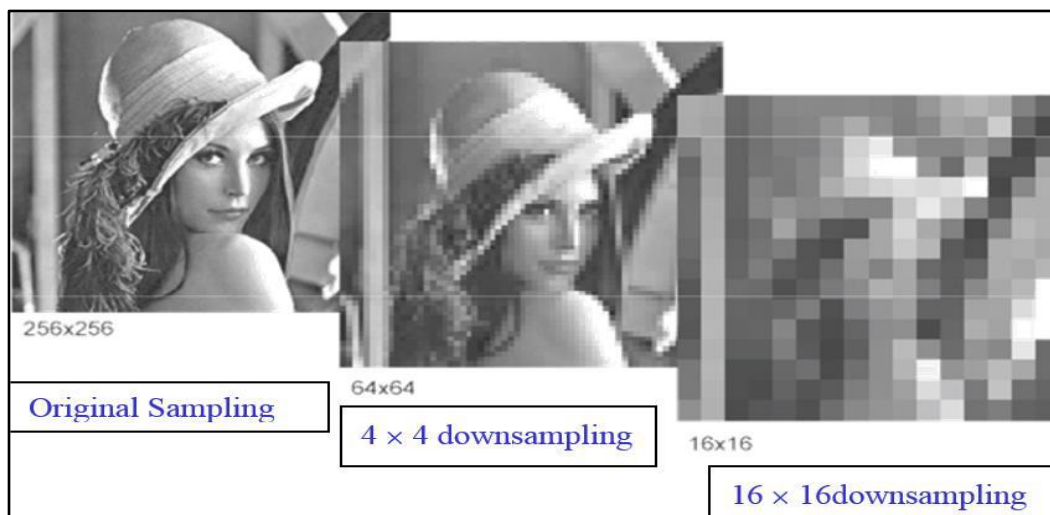 256x256
Original Sampling
64x64
4 × 4 downsampling
16x16
16 × 16downsampling